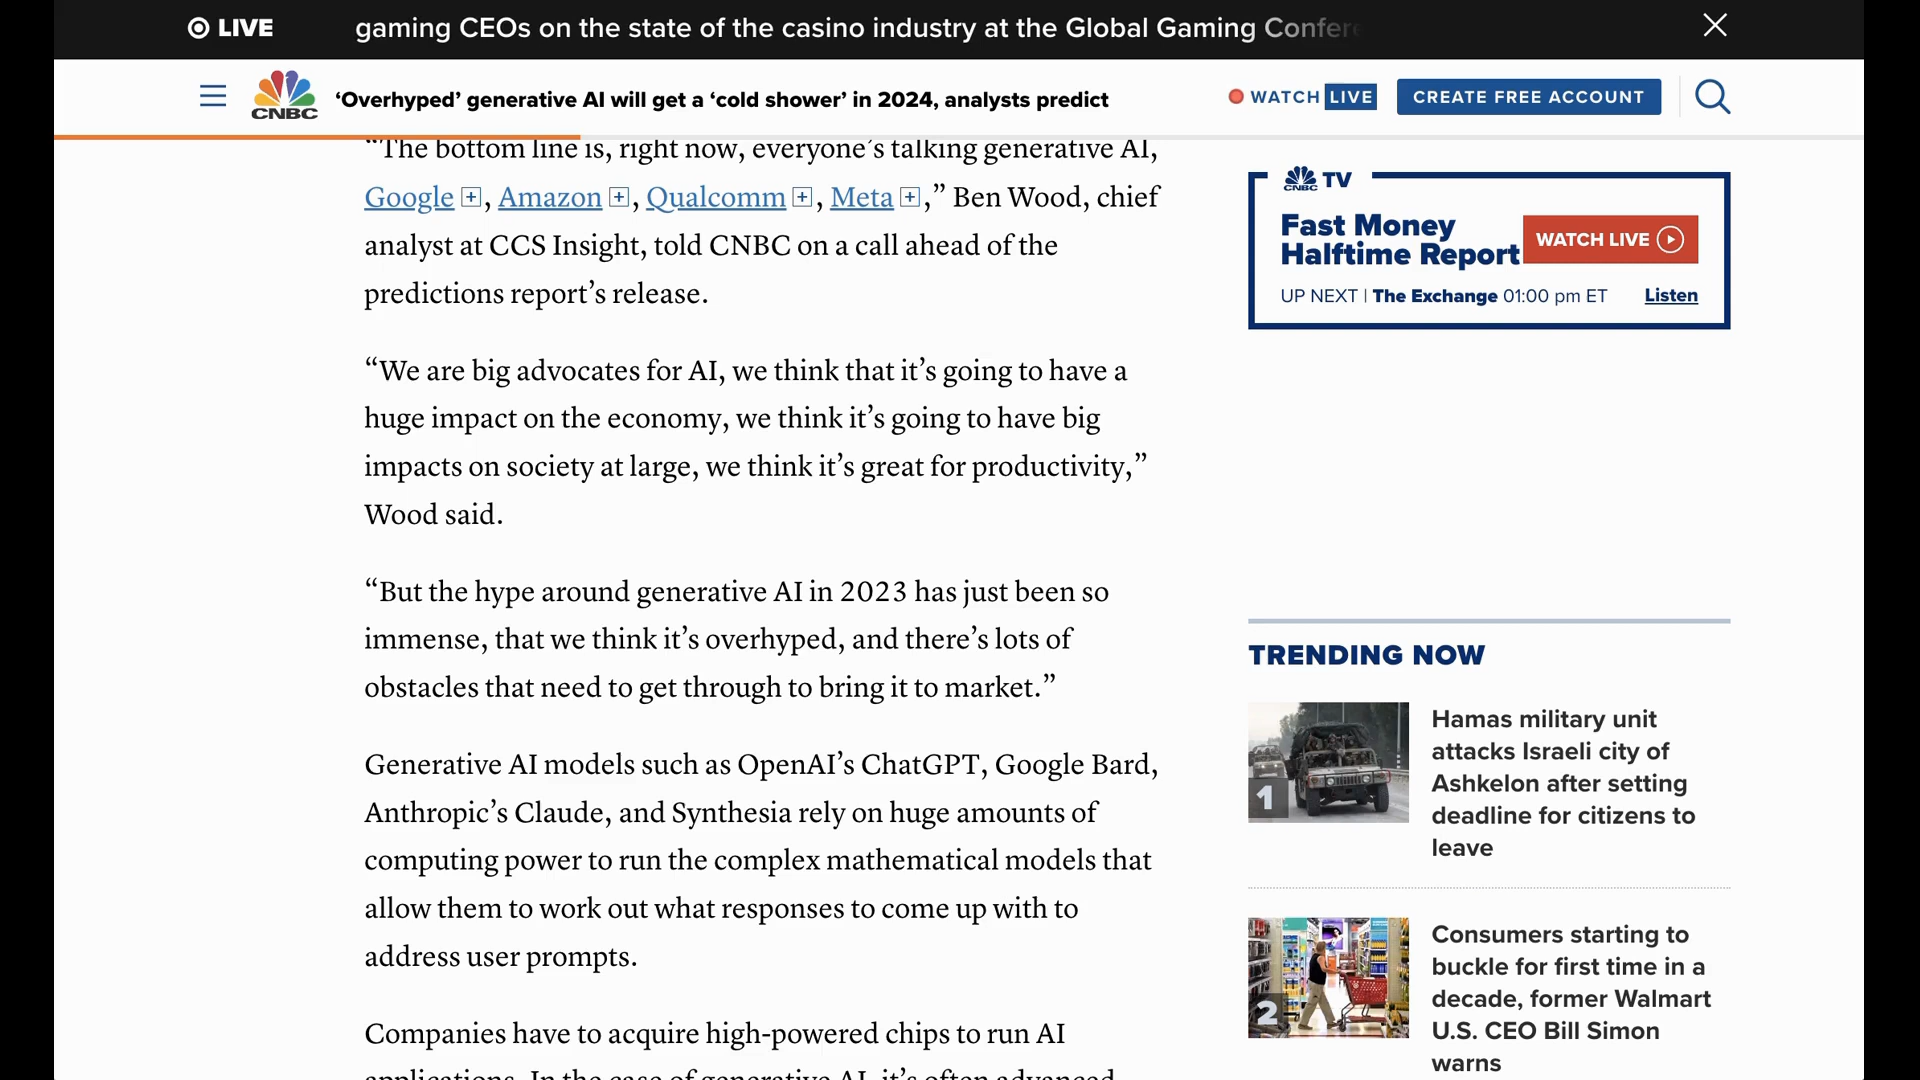 LIVE
gaming CEOs on the state of the casino industry at the Global Gaming Confere
CNBC
‘Overhyped’ generative AI will get a ‘cold shower’ in 2024, analysts predict
WATCH LIVE
CREATE FREE ACCOUNT
“The bottom line is, right now, everyone’s talking generative AI,
Google, Amazon, Qualcomm, Meta,” Ben Wood, chief
analyst at CCS Insight, told CNBC on a call ahead of the
predictions report’s release.
“We are big advocates for AI, we think that it’s going to have a
huge impact on the economy, we think it’s going to have big
impacts on society at large, we think it’s great for productivity,”
Wood said.
“But the hype around generative AI in 2023 has just been so
immense, that we think it’s overhyped, and there’s lots of
obstacles that need to get through to bring it to market.”
Generative AI models such as OpenAI’s ChatGPT, Google Bard,
Anthropic’s Claude, and Synthesia rely on huge amounts of
computing power to run the complex mathematical models that
allow them to work out what responses to come up with to
address user prompts.
Companies have to acquire high-powered chips to run AI
applications. In the case of generative AI, it’s often advanced
CNBC TV
Fast Money
Halftime Report
WATCH LIVE
UP NEXT | The Exchange 01:00 pm ET
Listen
TRENDING NOW
1
Hamas military unit
attacks Israeli city of
Ashkelon after setting
deadline for citizens to
leave
2
Consumers starting to
buckle for first time in a
decade, former Walmart
U.S. CEO Bill Simon
warns